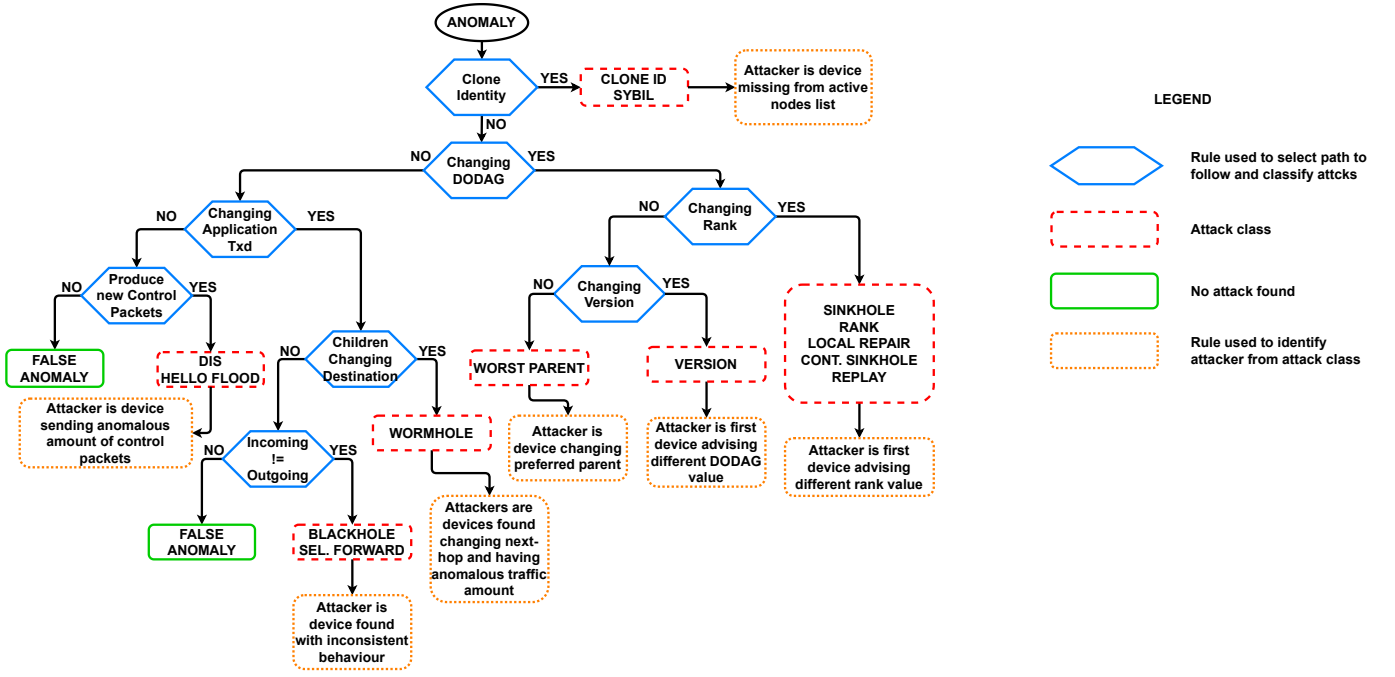 ANOMALY
Clone
Identity
YES
CLONE ID
SYBIL
Attacker is device
missing from active
nodes list
NO
Changing
DODAG
NO
YES
Changing
Application
Txd
NO
YES
Changing
Rank
NO
YES
Produce
new Control
Packets
NO
YES
Changing
Version
NO
YES
SINKHOLE
RANK
LOCAL REPAIR
CONT. SINKHOLE
REPLAY
FALSE
ANOMALY
DIS
HELLO FLOOD
Children
Changing
Destination
NO
YES
WORST PARENT
VERSION
Attacker is device
sending anomalous
amount of control
packets
Incoming
!=
Outgoing
NO
YES
WORMHOLE
Attacker is
device changing
preferred parent
Attacker is first
device advising
different DODAG
value
Attacker is first
device advising
different rank value
FALSE
ANOMALY
BLACKHOLE
SEL. FORWARD
Attackers are
devices found
changing next-
hop and having
anomalous traffic
amount
Attacker is
device found
with inconsistent
behaviour
LEGEND
Rule used to select path to
follow and classify attcks
Attack class
No attack found
Rule used to identify
attacker from attack class